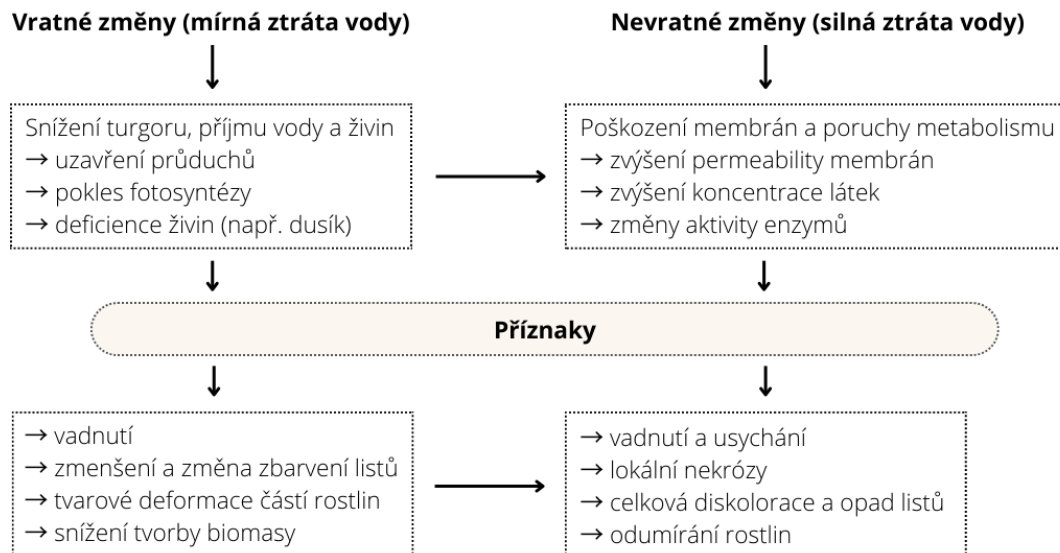 Vratné změny (mírná ztráta vody)
Nevratné změny (silná ztráta vody)
Snížení turgoru, příjmu vody a živin
→ uzavření průduchů
→ pokles fotosyntézy
→ deficience živin (např. dusík)
Poškození membrán a poruchy metabolismu
→ zvýšení permeability membrán
→ zvýšení koncentrace látek
→ změny aktivity enzymů
Příznaky
→ vadnutí
→ zmenšení a změna zbarvení listů
→ tvarové deformace částí rostlin
→ snížení tvorby biomasy
→ vadnutí a usychání
→ lokální nekrózy
→ celková diskolorace a opad listů
→ odumírání rostlin